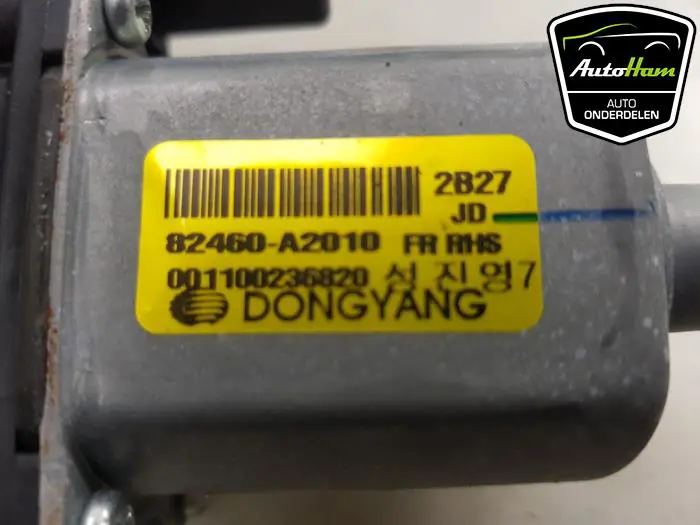 AutoHam
AUTO
ONDERDELEN
2B27
JD
82460-A2010 FR RHS
001100236820 성진영7
DONGYANG